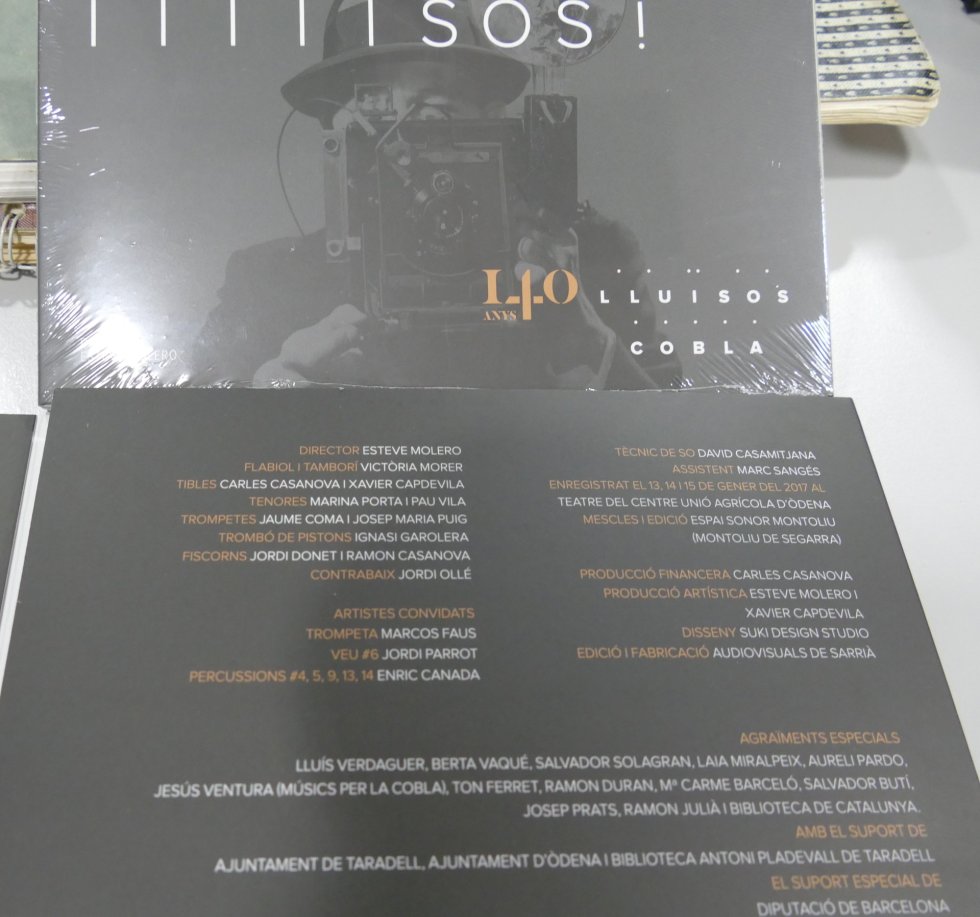 IIIIIISOS!
140
ANYS
LLUISOS
COBLA
DIRECTOR ESTEVE MOLERO
FLABIOL I TAMBORÍ VICTÒRIA MORER
TIBLES CARLES CASANOVA I XAVIER CAPDEVILA
TENORES MARINA PORTA I PAU VILA
TROMPETES JAUME COMA I JOSEP MARIA PUIG
TROMBÓ DE PISTONS IGNASI GAROLERA
FISCORNS JORDI DONET I RAMON CASANOVA
CONTRABAIX JORDI OLLÉ
ARTISTES CONVIDATS
TROMPETA MARCOS FAUS
VEU #6 JORDI PARROT
PERCUSSIONS #4, 5, 9, 13, 14 ENRIC CANADA
TÈCNIC DE SO DAVID CASAMITJANA
ASSISTENT MARC SANGÉS
ENREGISTRAT EL 13, 14 I 15 DE GENER DEL 2017 AL
TEATRE DEL CENTRE UNIÓ AGRÍCOLA D'ÒDENA
MESCLES I EDICIÓ ESPAI SONOR MONTOLIU
(MONTOLIU DE SEGARRA)
PRODUCCIÓ FINANCERA CARLES CASANOVA
PRODUCCIÓ ARTÍSTICA ESTEVE MOLERO I
XAVIER CAPDEVILA
DISSENY SUKI DESIGN STUDIO
EDICIÓ I FABRICACIÓ AUDIOVISUALS DE SARRIÀ
AGRAÏMENTS ESPECIALS
LLUÍS VERDAGUER, BERTA VAQUÉ, SALVADOR SOLAGRAN, LAIA MIRALPEIX, AURELI PARDO,
JESÚS VENTURA (MÚSICS PER LA COBLA), TON FERRET, RAMON DURAN, Mª CARME BARCELÓ, SALVADOR BUTÍ,
JOSEP PRATS, RAMON JULIÀ I BIBLIOTECA DE CATALUNYA.
AMB EL SUPORT DE
AJUNTAMENT DE TARADELL, AJUNTAMENT D'ÒDENA I BIBLIOTECA ANTONI PLADEVALL DE TARADELL
EL SUPORT ESPECIAL DE
DIPUTACIÓ DE BARCELONA